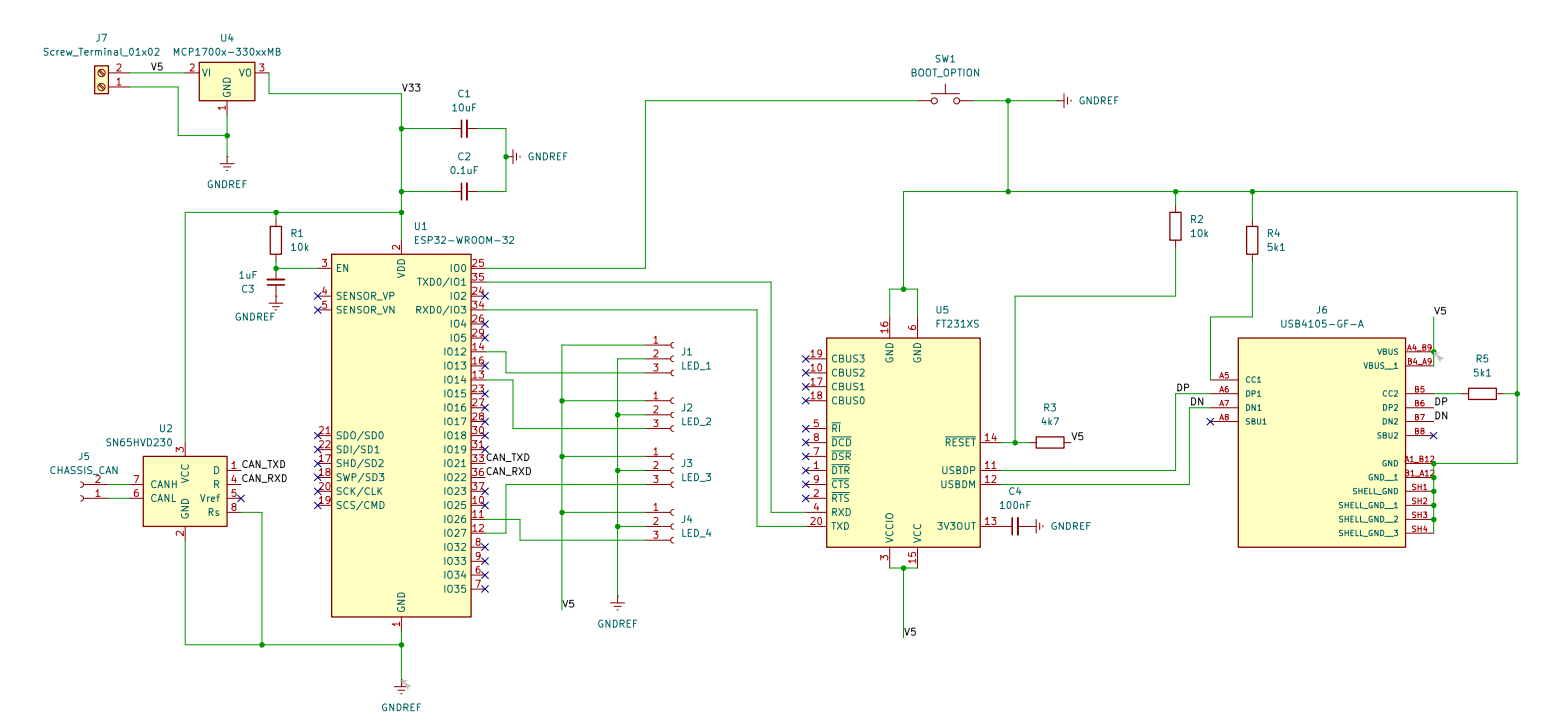 J7
Screw_Terminal_01x02
V5
2
1
U4
MCP1700x-330xxMB
2
VI
VO
3
GND
1
GNDREF
V33
C1
10uF
C2
0.1uF
GNDREF
SW1
BOOT_OPTION
GNDREF
R1
10k
1uF
C3
GNDREF
U1
ESP32-WROOM-32
2
VDD
3
EN
4
SENSOR_VP
5
SENSOR_VN
21
SDO/SD0
22
SDI/SD1
17
SHD/SD2
18
SWP/SD3
20
SCK/CLK
19
SCS/CMD
IO0
25
TXD0/IO1
35
IO2
24
RXD0/IO3
34
IO4
26
IO5
29
IO12
14
IO13
16
IO14
13
IO15
23
IO16
27
IO17
28
IO18
30
IO19
31
IO21
33
CAN_TXD
IO22
36
CAN_RXD
IO23
37
IO25
10
IO26
11
IO27
12
IO32
8
IO33
9
IO34
6
IO35
7
GND
1
GNDREF
U2
SN65HVD230
3
VCC
J5
CHASSIS_CAN
2
7
CANH
1
6
CANL
D
1
CAN_TXD
R
4
CAN_RXD
Vref
5
Rs
8
GND
2
1
2
3
J1
LED_1
1
2
3
J2
LED_2
1
2
3
J3
LED_3
1
2
3
J4
LED_4
V5
GNDREF
U5
FT231XS
16
GND
6
GND
19
CBUS3
10
CBUS2
17
CBUS1
18
CBUS0
5
RI
8
DCD
7
DSR
1
DTR
9
CTS
2
RTS
4
RXD
20
TXD
RESET
14
USBDP
11
USBDM
12
3V3OUT
13
VCCIO
3
VCC
15
V5
R3
4k7
V5
C4
100nF
GNDREF
R2
10k
R4
5k1
J6
USB4105-GF-A
V5
A5
CC1
DP
A6
DP1
DN
A7
DN1
A8
SBU1
VBUS
A4_B9
VBUS__1
B4_A9
CC2
B5
DP2
B6
DP
DN2
B7
DN
SBU2
B8
GND
A1_B12
GND__1
B1_A12
SHELL_GND
SH1
SHELL_GND__1
SH2
SHELL_GND__2
SH3
SHELL_GND__3
SH4
R5
5k1